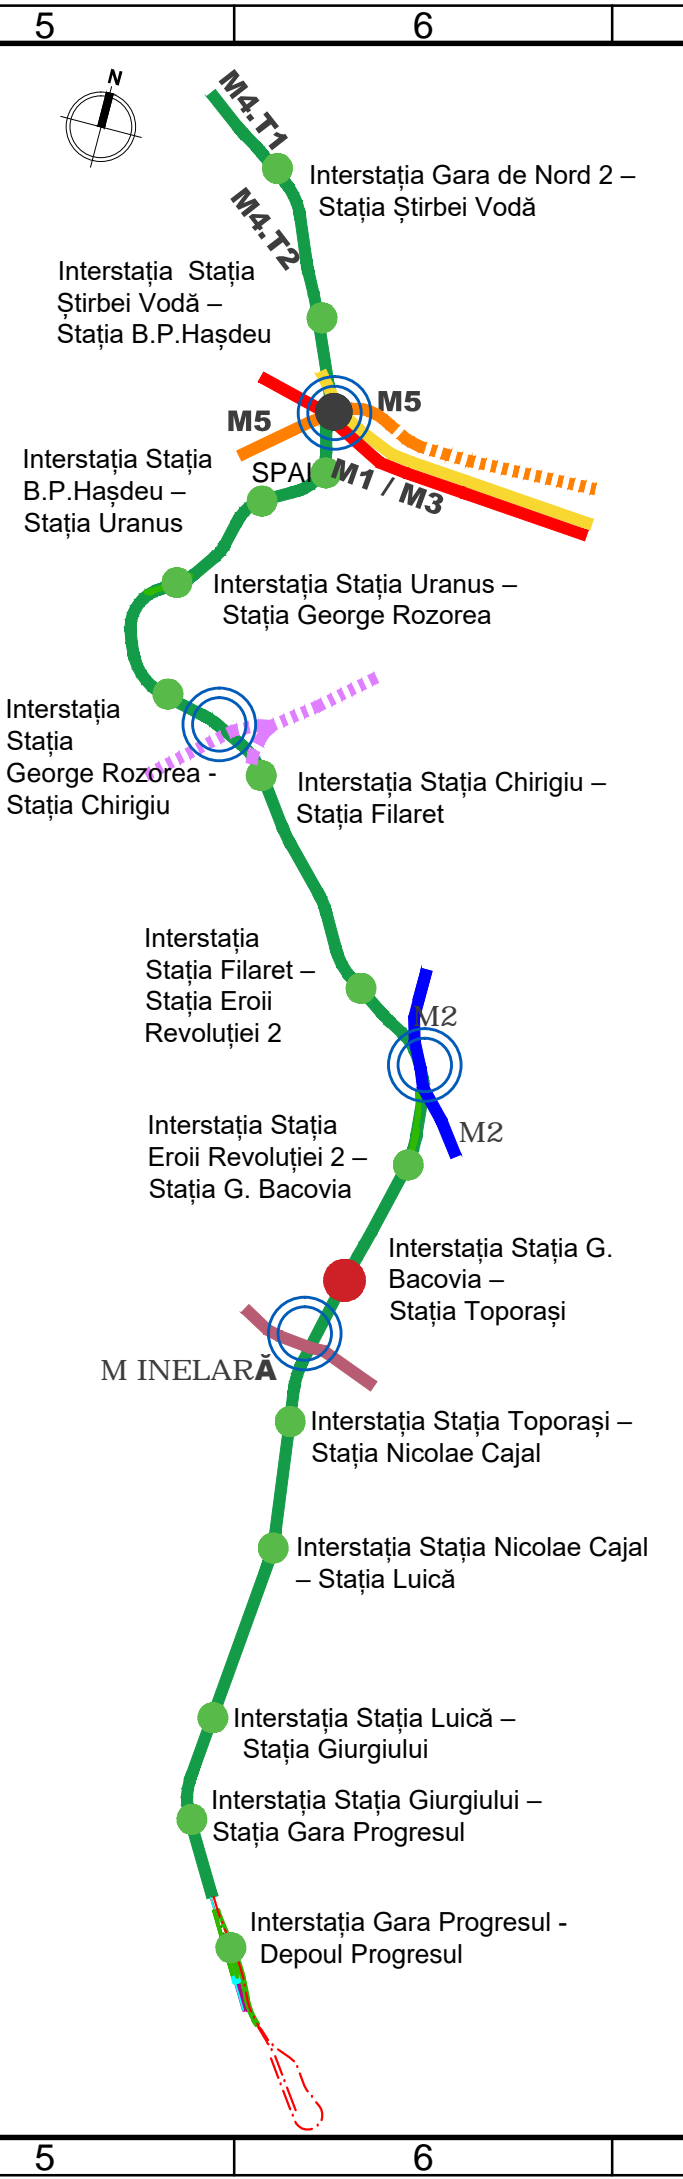 5 6
N
M4.T1
Interstația Gara de Nord 2 –
Stația Știrbei Vodă
M4.T2
Interstația Stația
Știrbei Vodă –
Stația B.P.Hașdeu
M5
M5
Interstația Stația
B.P.Hașdeu –
Stația Uranus
SPAI
M1 / M3
Interstația Stația Uranus –
Stația George Rozorea
Interstația
Stația
George Rozorea -
Stația Chirigiu
Interstația Stația Chirigiu –
Stația Filaret
Interstația
Stația Filaret –
Stația Eroii
Revoluției 2
M2
M2
Interstația Stația
Eroii Revoluției 2 –
Stația G. Bacovia
Interstația Stația G.
Bacovia –
Stația Toporași
M INELARĂ
Interstația Stația Toporași –
Stația Nicolae Cajal
Interstația Stația Nicolae Cajal
– Stația Luică
Interstația Stația Luică –
Stația Giurgiului
Interstația Stația Giurgiului –
Stația Gara Progresul
Interstația Gara Progresul -
Depoul Progresul
5 6